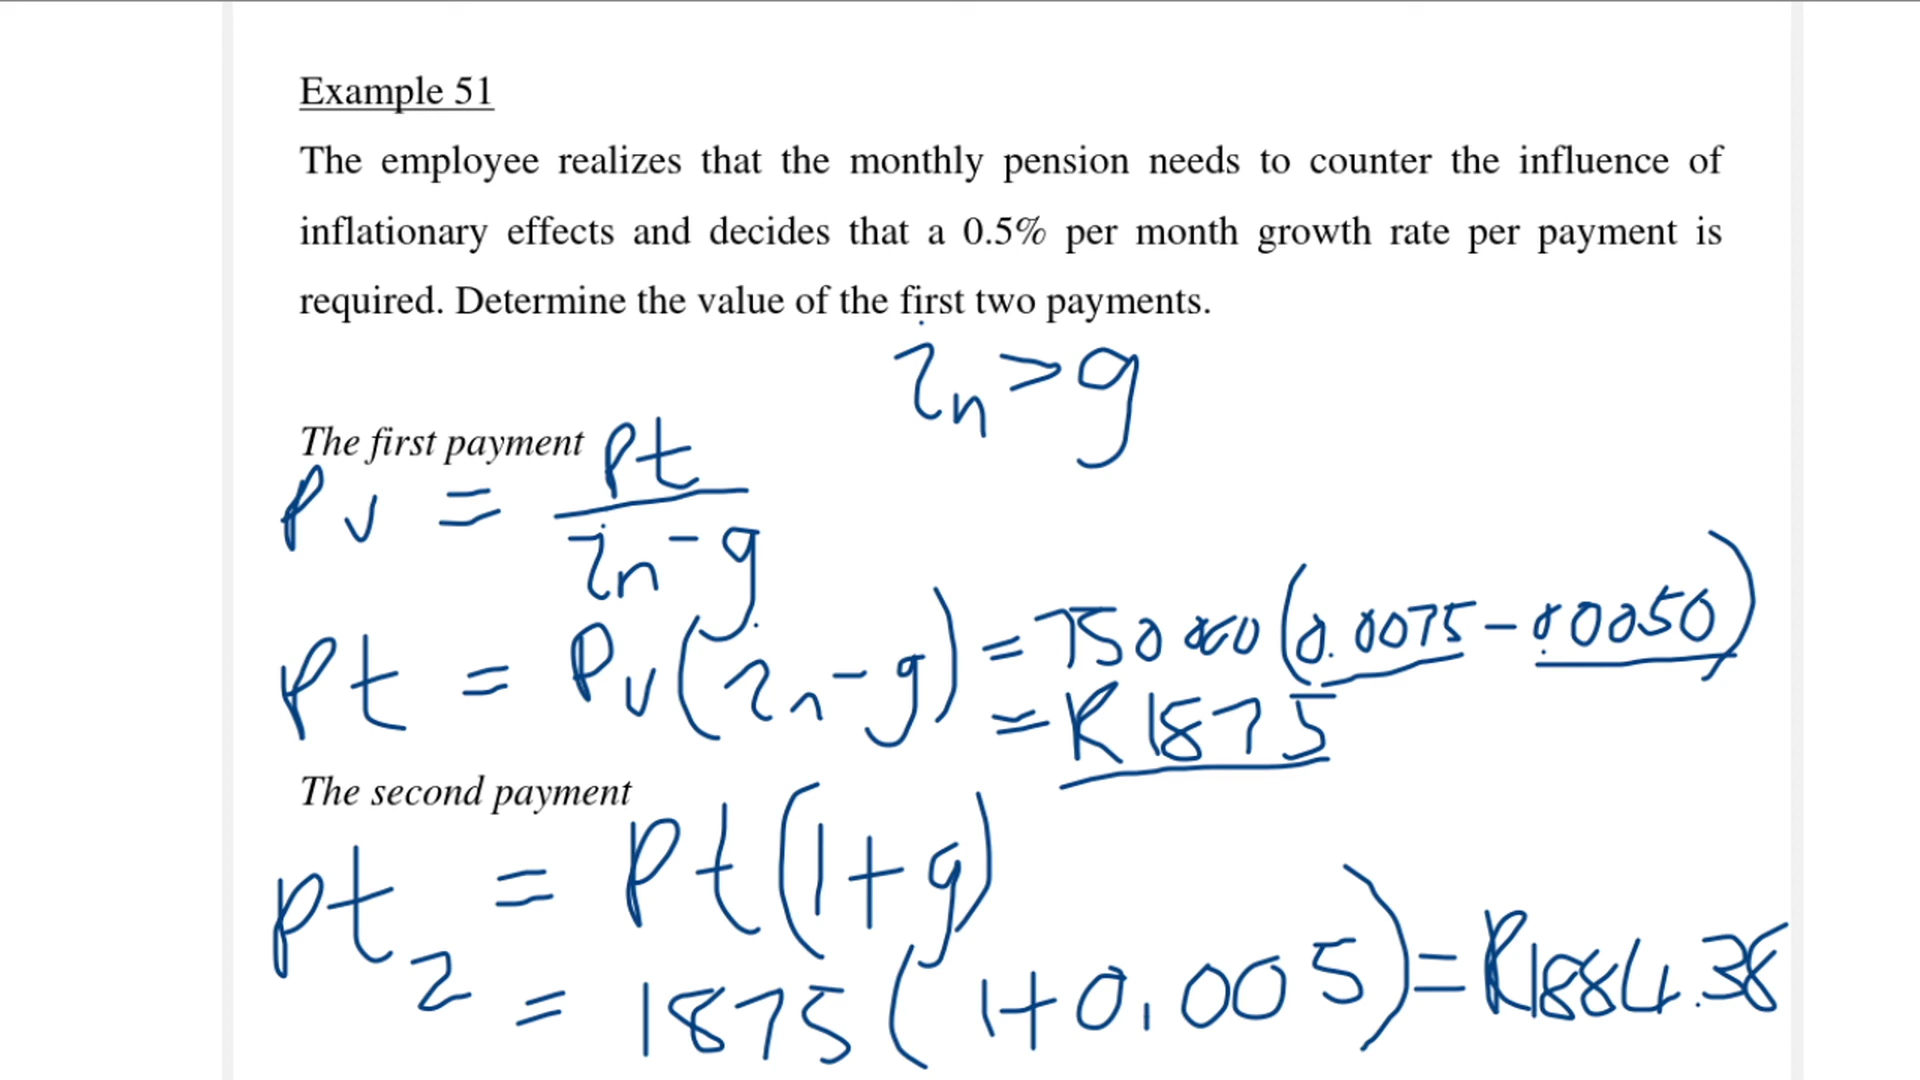 Example 51
The employee realizes that the monthly pension needs to counter the influence of
inflationary effects and decides that a 0.5% per month growth rate per payment is
required. Determine the value of the first two payments.
in > g
The first payment
Pv = Pt / (in - g)
Pt = Pv(in - g) = 750 000(0.0075 - 0.0050)
= R1875
The second payment
Pt2 = Pt(1+g)
= 1875(1+0,005) = R1884.38